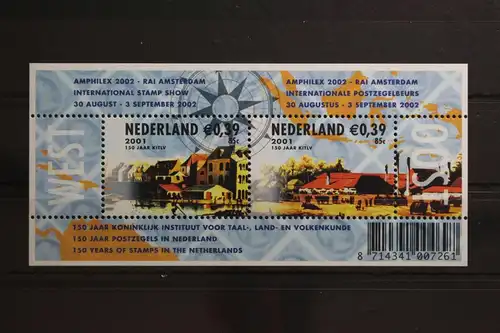 AMPHILEX 2002 - RAI AMSTERDAM
INTERNATIONAL STAMP SHOW
30 AUGUST - 3 SEPTEMBER 2002
AMPHILEX 2002 - RAI AMSTERDAM
INTERNATIONALE POSTZEGELBEURS
30 AUGUSTUS - 3 SEPTEMBER 2002
WEST
NEDERLAND €0,39
2001 85c
150 JAAR KITLV
NEDERLAND €0,39
2001 85c
150 JAAR KITLV
OOST
150 JAAR KONINKLIJK INSTITUUT VOOR TAAL-, LAND- EN VOLKENKUNDE
150 JAAR POSTZEGELS IN NEDERLAND
150 YEARS OF STAMPS IN THE NETHERLANDS
8 714341 007261